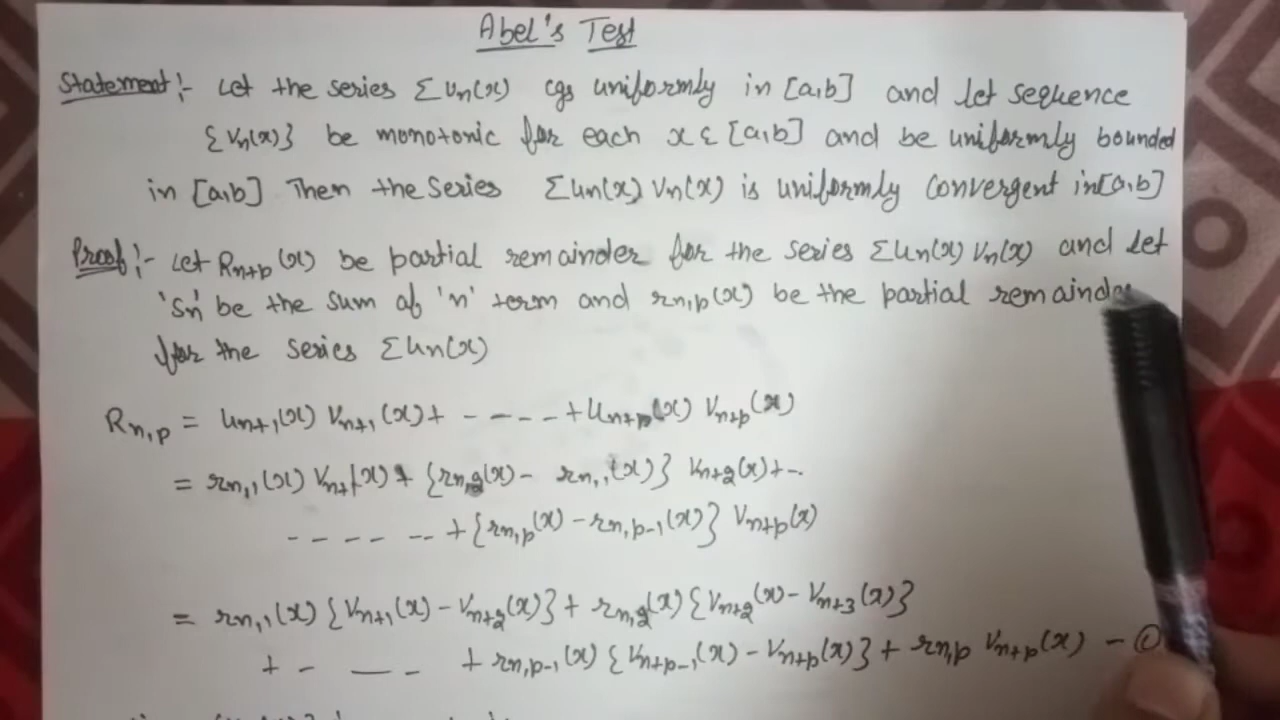 Abel's Test
Statement:- Let the series Σun(x) cgs uniformly in [a,b] and let sequence
{vn(x)} be monotonic for each x ε [a,b] and be uniformly bounded
in [a,b] Then the series Σun(x) vn(x) is uniformly convergent in [a,b]
Proof:- Let Rn+p(x) be partial remainder for the series Σun(x) vn(x) and let
'Sn' be the sum of 'n' term and rn,p(x) be the partial remainder
for the series Σun(x)
Rn,p = un+1(x) Vn+1(x) + - - - - + un+p(x) Vn+p(x)
= rn,1(x) Vn+1(x) + {rn,2(x) - rn,1(x)} Vn+2(x) + --
- - - - -- + {rn,p(x) - rn,p-1(x)} Vn+p(x)
= rn,1(x) {Vn+1(x) - Vn+2(x)} + rn,2(x) {Vn+2(x) - Vn+3(x)}
+ - — - - + rn,p-1(x) {Vn+p-1(x) - Vn+p(x)} + rn,p Vn+p(x) - ①